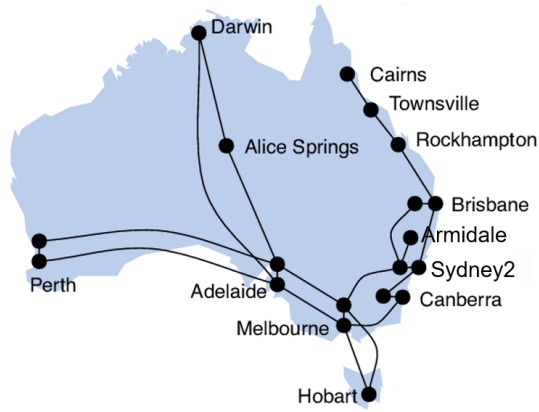 Darwin
Cairns
Townsville
Rockhampton
Alice Springs
Brisbane
Armidale
Sydney2
Perth
Adelaide
Canberra
Melbourne
Hobart